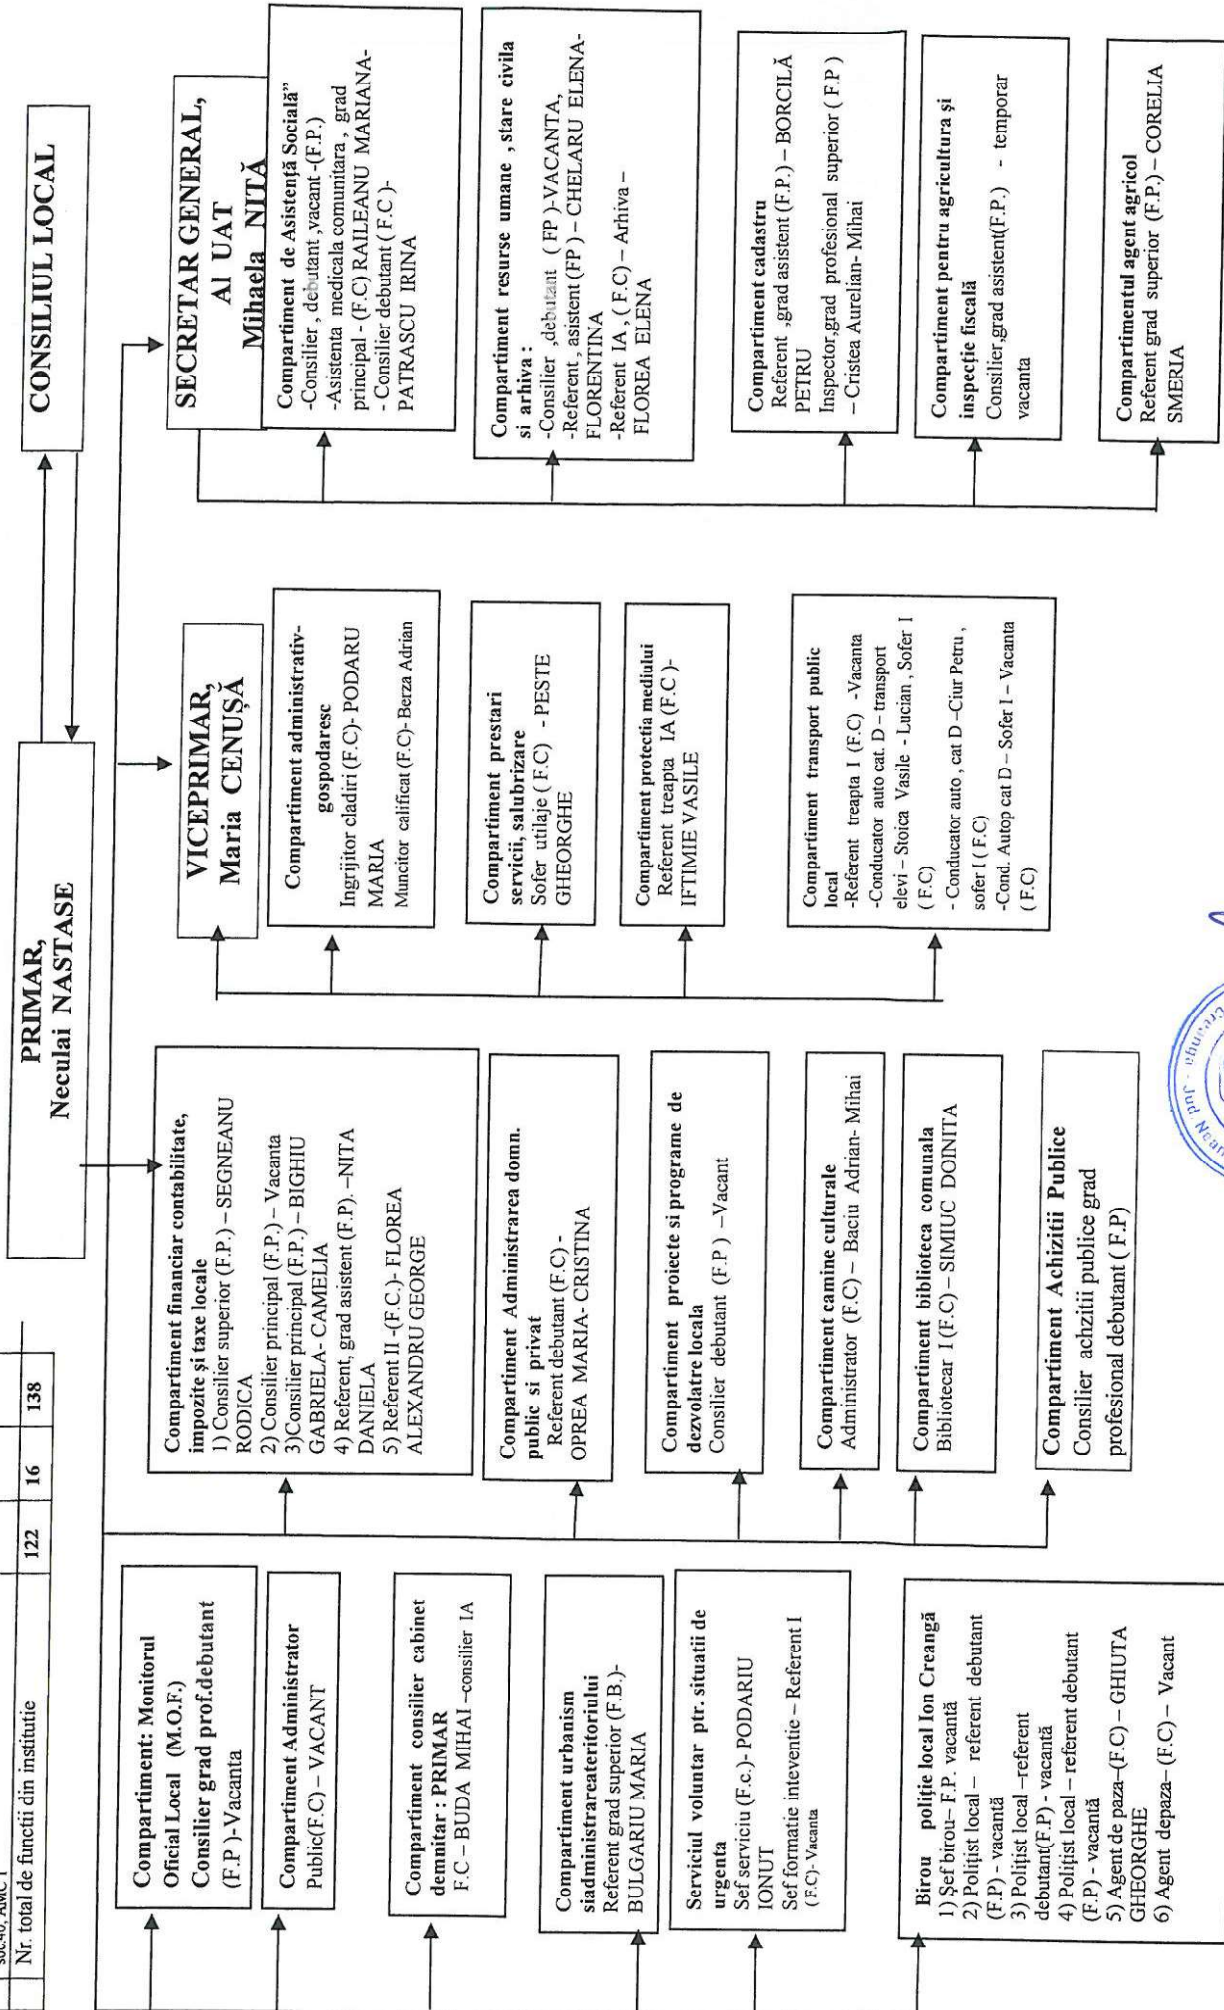 soc.40, AMC 1
Nr. total de functii din institutie 122 16 138
PRIMAR,
Neculai NASTASE
CONSILIUL LOCAL
Compartiment: Monitorul
Oficial Local (M.O.F.)
Consilier grad prof.debutant
(F.P )-Vacanta
Compartiment Administrator
Public(F.C) – VACANT
Compartiment consilier cabinet
demnitar : PRIMAR
F.C – BUDA MIHAI –consilier IA
Compartiment urbanism
siadministrareateritoriului
Referent grad superior (F.B.)-
BULGARIU MARIA
Serviciul voluntar ptr. situatii de
urgenta
Sef serviciu (F.c.)- PODARIU
IONUT
Sef formatie inteventie – Referent I
(F.C)- Vacanta
Birou poliție local Ion Creangă
1) Șef birou– F.P. vacantă
2) Polițist local – referent debutant
(F.P) - vacantă
3) Polițist local –referent
debutant(F.P) - vacantă
4) Polițist local – referent debutant
(F.P) - vacantă
5) Agent de paza–(F.C) – GHIUTA
GHEORGHE
6) Agent depaza– (F.C) – Vacant
Compartiment financiar contabilitate,
impozite și taxe locale
1) Consilier superior (F.P.) – SEGNEANU
RODICA
2) Consilier principal (F.P.) – Vacanta
3)Consilier principal (F.P.) – BIGHIU
GABRIELA- CAMELIA
4) Referent, grad asistent (F.P). –NITA
DANIELA
5) Referent II -(F.C.)- FLOREA
ALEXANDRU GEORGE
Compartiment Administrarea domn.
public si privat
Referent debutant (F.C) -
OPREA MARIA- CRISTINA
Compartiment proiecte si programe de
dezvolatre locala
Consilier debutant (F.P ) –Vacant
Compartiment camine culturale
Administrator (F.C) – Baciu Adrian- Mihai
Compartiment biblioteca comunala
Bibliotecar I (F.C) – SIMIUC DOINITA
Compartiment Achizitii Publice
Consilier achzitii publice grad
profesional debutant ( F.P)
VICEPRIMAR,
Maria CENUȘĂ
Compartiment administrativ-
gospodaresc
Ingrijitor cladiri (F.C)- PODARU
MARIA
Muncitor calificat (F.C)- Berza Adrian
Compartiment prestari
servicii, salubrizare
Sofer utilaje ( F.C) - PESTE
GHEORGHE
Compartiment protectia mediului
Referent treapta IA (F.C )-
IFTIMIE VASILE
Compartiment transport public
local
-Referent treapta I (F.C) -Vacanta
-Conducator auto cat. D – transport
elevi – Stoica Vasile - Lucian , Sofer I
( F.C)
- Conducator auto , cat D –Ciur Petru ,
sofer I ( F.C)
-Cond. Autop cat D – Sofer I – Vacanta
( F.C)
SECRETAR GENERAL,
Al UAT
Mihaela NIȚĂ
Compartiment de Asistență Socială”
-Consilier , debutant ,vacant -(F.P.)
-Asistenta medicala comunitara , grad
principal - (F.C) RAILEANU MARIANA-
- Consilier debutant ( F.C )-
PATRASCU IRINA
Compartiment resurse umane , stare civila
si arhiva :
-Consilier ,debutant ( FP )-VACANTA,
-Referent , asistent (FP ) – CHELARU ELENA-
FLORENTINA
-Referent IA , ( F.C) – Arhiva –
FLOREA ELENA
Compartiment cadastru
Referent ,grad asistent (F.P.) – BORCILĂ
PETRU
Inspector,grad profesional superior ( F.P )
– Cristea Aurelian- Mihai
Compartiment pentru agricultura și
inspecție fiscală
Consilier,grad asistent(F.P.) - temporar
vacanta
Compartimentul agent agricol
Referent grad superior (F.P.) – CORELIA
SMERIA